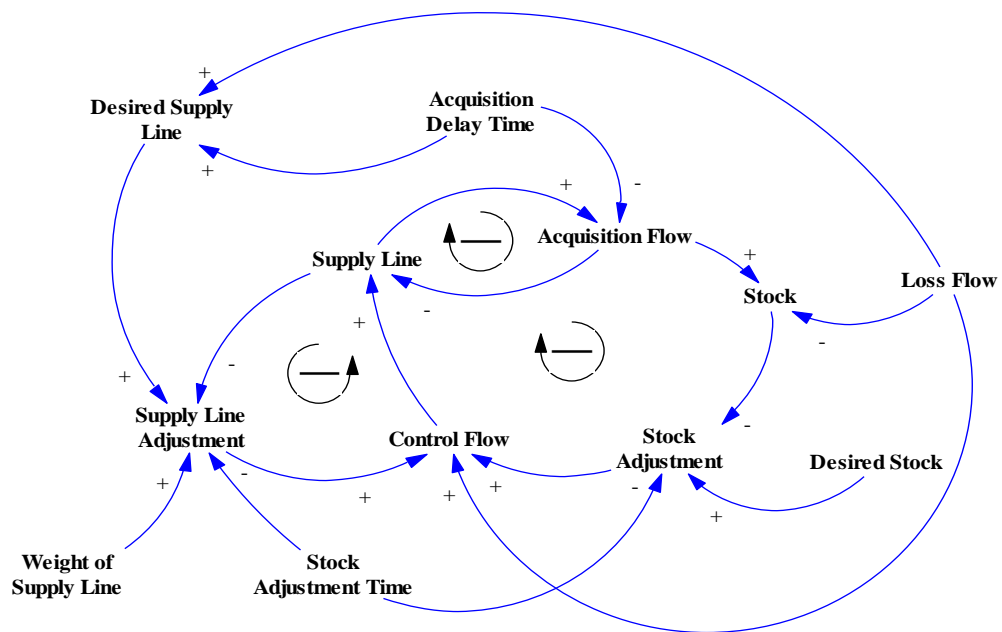 +
Desired Supply
Line
Acquisition
Delay Time
+
+
-
Acquisition Flow
Supply Line
+
Loss Flow
Stock
-
+
-
-
+
Supply Line
Adjustment
Control Flow
-
Stock
Adjustment
Desired Stock
+
-
+
+
+
-
+
Weight of
Supply Line
Stock
Adjustment Time